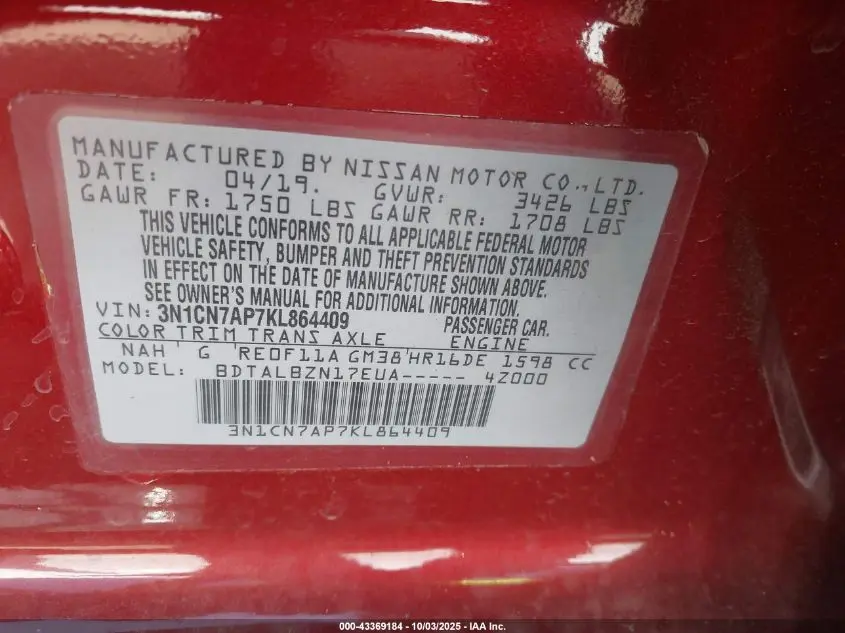 MANUFACTURED BY NISSAN MOTOR CO.,LTD.
DATE: 04/19. GVWR: 3426 LBS
GAWR FR: 1750 LBS GAWR RR: 1708 LBS
THIS VEHICLE CONFORMS TO ALL APPLICABLE FEDERAL MOTOR
VEHICLE SAFETY, BUMPER AND THEFT PREVENTION STANDARDS
IN EFFECT ON THE DATE OF MANUFACTURE SHOWN ABOVE.
SEE OWNER'S MANUAL FOR ADDITIONAL INFORMATION.
VIN: 3N1CN7AP7KL864409 PASSENGER CAR.
COLOR TRIM TRANS AXLE ENGINE
NAH G RE0F11A GM38 HR16DE 1598 CC
MODEL: BDTALBZN17EUA----- 4Z000
3N1CN7AP7KL864409
000-43369184 - 10/03/2025 - IAA Inc.